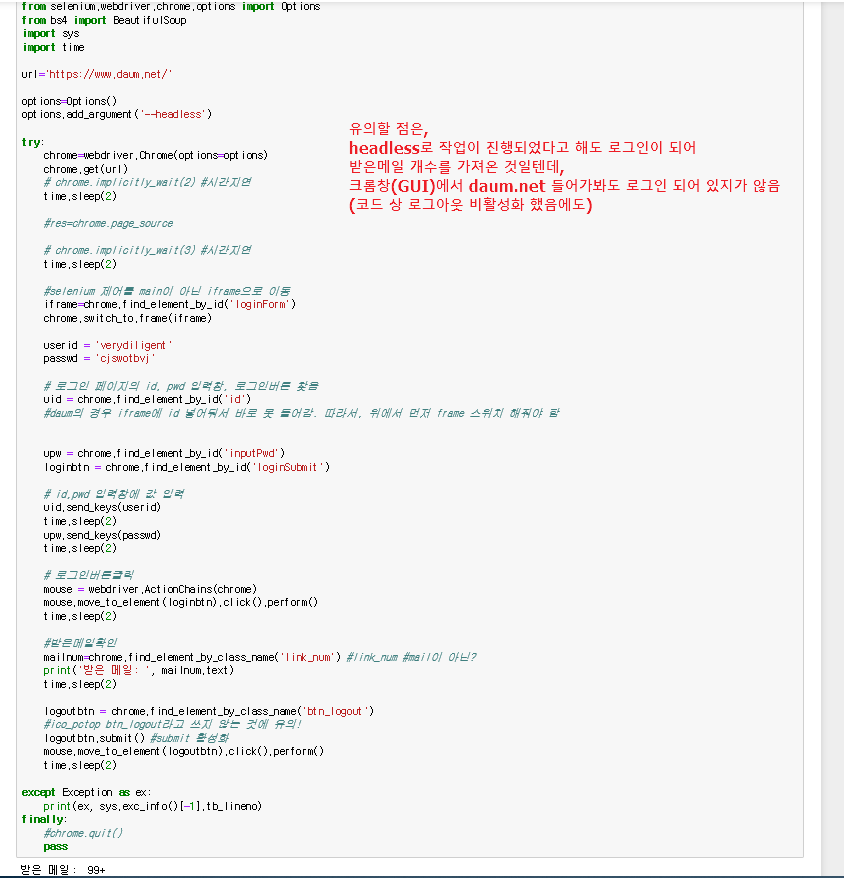 from selenium.webdriver.chrome.options import Options
from bs4 import BeautifulSoup
import sys
import time
url='https://www.daum.net/'
options=Options()
options.add_argument('--headless')
유의할 점은,
headless로 작업이 진행되었다고 해도 로그인이 되어
받은메일 개수를 가져온 것일텐데,
크롬창(GUI)에서 daum.net 들어가봐도 로그인 되어 있지가 않음
(코드 상 로그아웃 비활성화 했음에도)
try:
chrome=webdriver.Chrome(options=options)
chrome.get(url)
# chrome.implicitly_wait(2) #시간지연
time.sleep(2)
#res=chrome.page_source
# chrome.implicitly_wait(3) #시간지연
time.sleep(2)
#selenium 제어를 main이 아닌 iframe으로 이동
iframe=chrome.find_element_by_id('loginForm')
chrome.switch_to.frame(iframe)
userid = 'verydiligent'
passwd = 'cjswotbvj'
# 로그인 페이지의 id, pwd 입력창, 로그인버튼 찾음
uid = chrome.find_element_by_id('id')
#daum의 경우 iframe에 id 넣어둬서 바로 못 들어감. 따라서, 위에서 먼저 frame 스위치 해줘야 함
upw = chrome.find_element_by_id('inputPwd')
loginbtn = chrome.find_element_by_id('loginSubmit')
# id,pwd 입력창에 값 입력
uid.send_keys(userid)
time.sleep(2)
upw.send_keys(passwd)
time.sleep(2)
# 로그인버튼클릭
mouse = webdriver.ActionChains(chrome)
mouse.move_to_element(loginbtn).click().perform()
time.sleep(2)
#받은메일확인
mailnum=chrome.find_element_by_class_name('link_num') #link_num #mail이 아닌?
print('받은 메일: ', mailnum.text)
time.sleep(2)
logoutbtn = chrome.find_element_by_class_name('btn_logout')
#ico_pctop btn_logout라고 쓰지 않는 것에 유의!
logoutbtn.submit() #submit 활성화
mouse.move_to_element(logoutbtn).click().perform()
time.sleep(2)
except Exception as ex:
print(ex, sys.exc_info()[-1].tb_lineno)
finally:
#chrome.quit()
pass
받은 메일: 99+